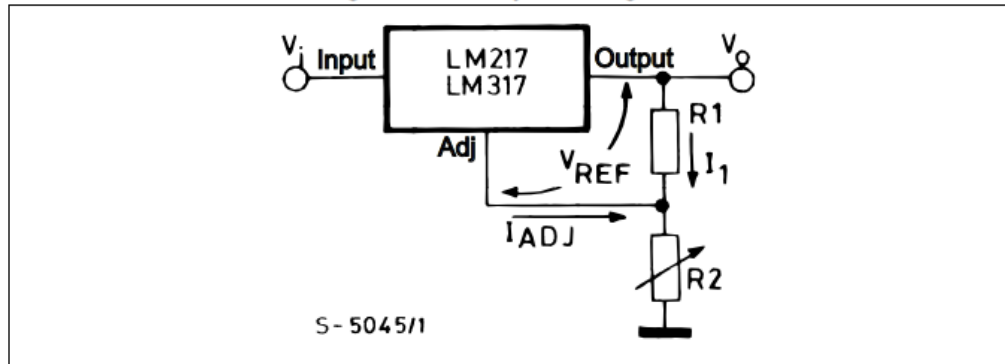 Vi
Input
LM217
LM317
Output
VO
Adj
VREF
R1
I1
IADJ
R2
S-5045/1